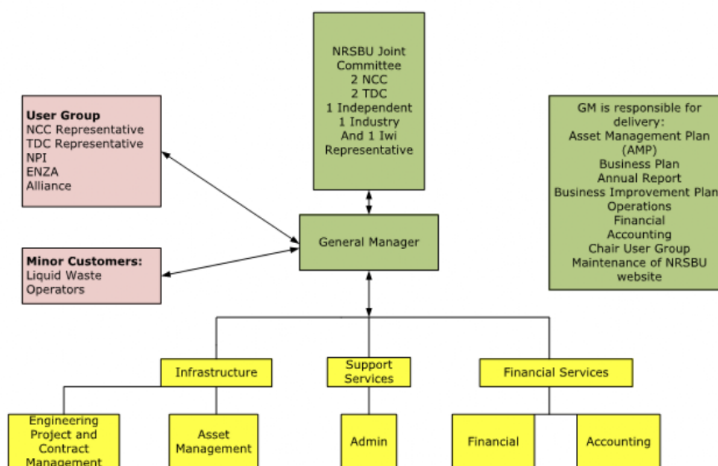 NRSBU Joint
Committee
2 NCC
2 TDC
1 Independent
1 Industry
And 1 Iwi
Representative
User Group
NCC Representative
TDC Representative
NPI
ENZA
Alliance
GM is responsible for
delivery:
Asset Management Plan
(AMP)
Business Plan
Annual Report
Business Improvement Plan
Operations
Financial
Accounting
Chair User Group
Maintenance of NRSBU
website
General Manager
Minor Customers:
Liquid Waste
Operators
Infrastructure
Support
Services
Financial Services
Engineering
Project and
Contract
Management
Asset
Management
Admin
Financial
Accounting